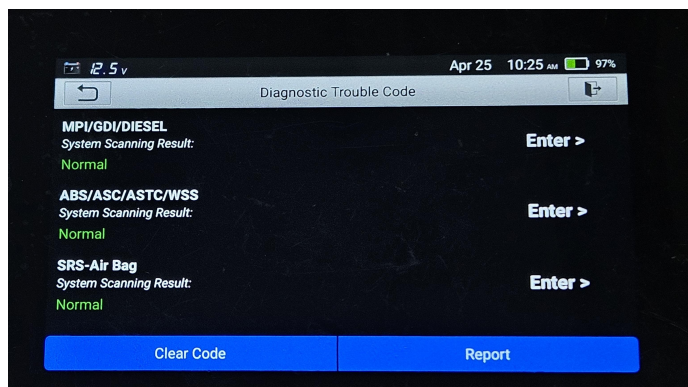 12.5 v
Apr 25 10:25 AM 97%
Diagnostic Trouble Code
MPI/GDI/DIESEL
System Scanning Result:
Enter >
Normal
ABS/ASC/ASTC/WSS
System Scanning Result:
Enter >
Normal
SRS-Air Bag
System Scanning Result:
Enter >
Normal
Clear Code
Report